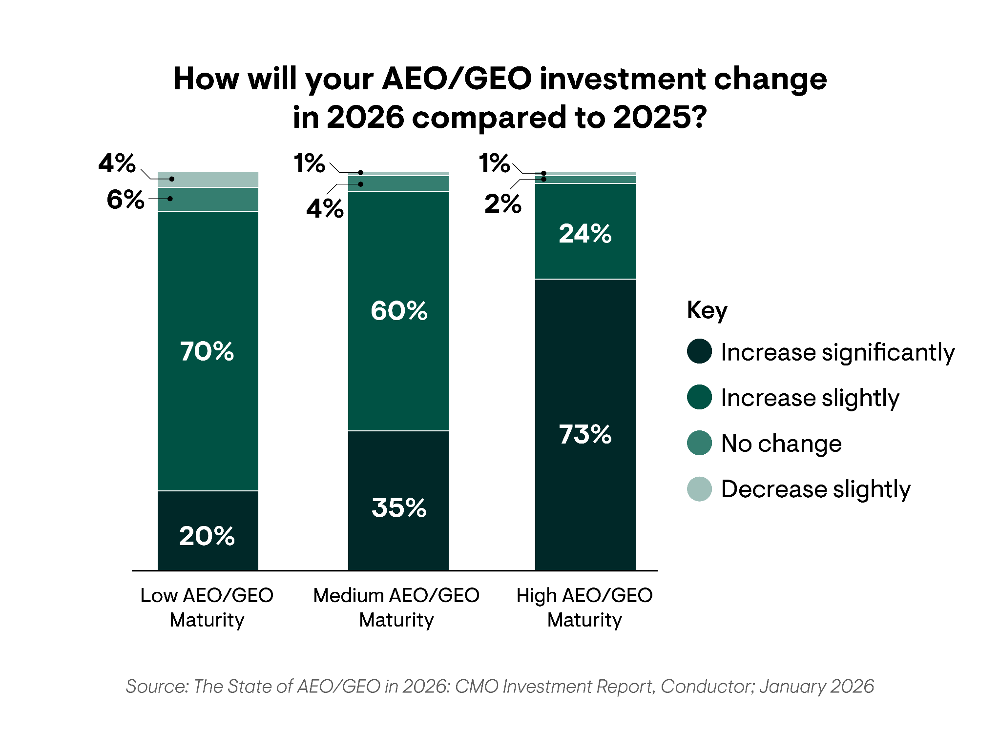 How will your AEO/GEO investment change
in 2026 compared to 2025?
4%
6%
70%
20%
1%
4%
60%
35%
1%
2%
24%
73%
Key
Increase significantly
Increase slightly
No change
Decrease slightly
Low AEO/GEO
Maturity
Medium AEO/GEO
Maturity
High AEO/GEO
Maturity
Source: The State of AEO/GEO in 2026: CMO Investment Report, Conductor; January 2026